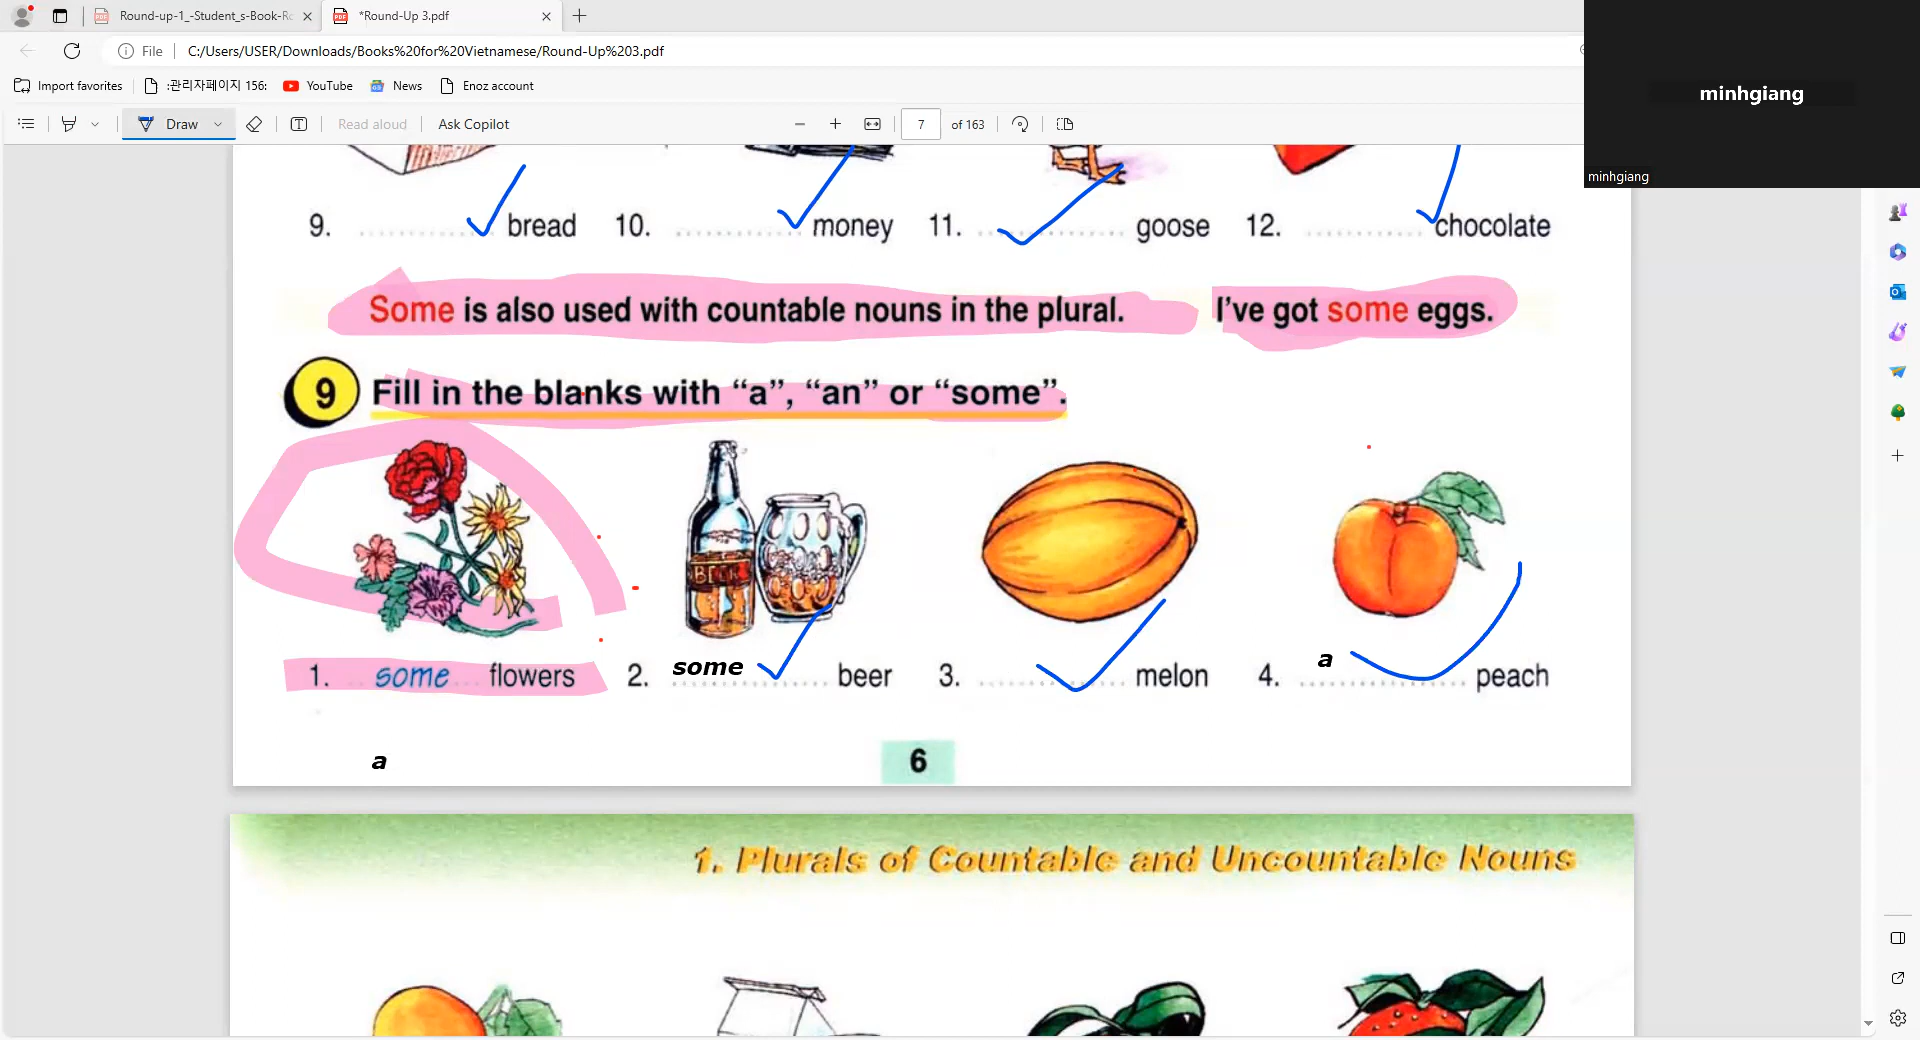 Round-up-1_-Student_s-Book-Ro
*Round-Up 3.pdf
File
C:/Users/USER/Downloads/Books%20for%20Vietnamese/Round-Up%203.pdf
Import favorites
:관리자페이지 156:
YouTube
News
Enoz account
Draw
Read aloud
Ask Copilot
7
of 163
minhgiang
minhgiang
9. bread 10. money 11. goose 12. chocolate
Some is also used with countable nouns in the plural. I've got some eggs.
9 Fill in the blanks with “a”, “an” or “some”.
BEER
1. some flowers 2. some beer 3. melon 4. a peach
a
6
1. Plurals of Countable and Uncountable Nouns